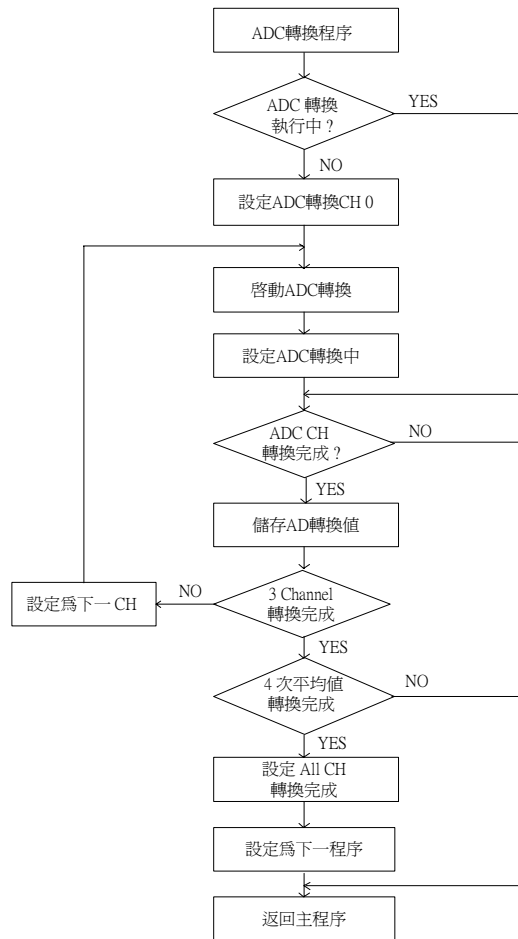 ADC轉換程序
ADC 轉換
執行中？
YES
NO
設定ADC轉換CH 0
啓動ADC轉換
設定ADC轉換中
ADC CH
轉換完成？
NO
YES
儲存AD轉換值
設定爲下一 CH
NO
3 Channel
轉換完成
YES
4 次平均值
轉換完成
NO
YES
設定 All CH
轉換完成
設定爲下一程序
返回主程序